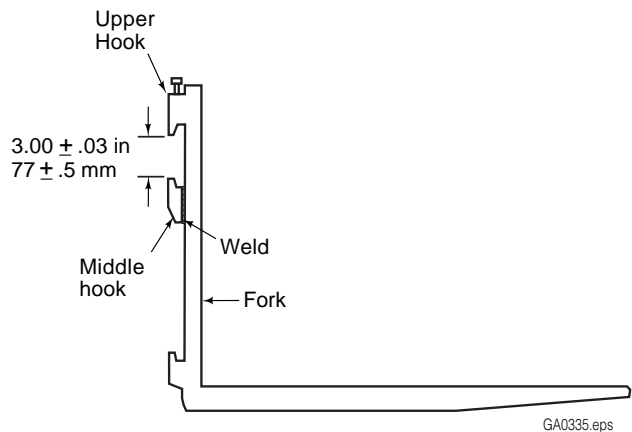 Upper
Hook
3.00 ± .03 in
77 ± .5 mm
Weld
Middle
hook
Fork
GA0335.eps